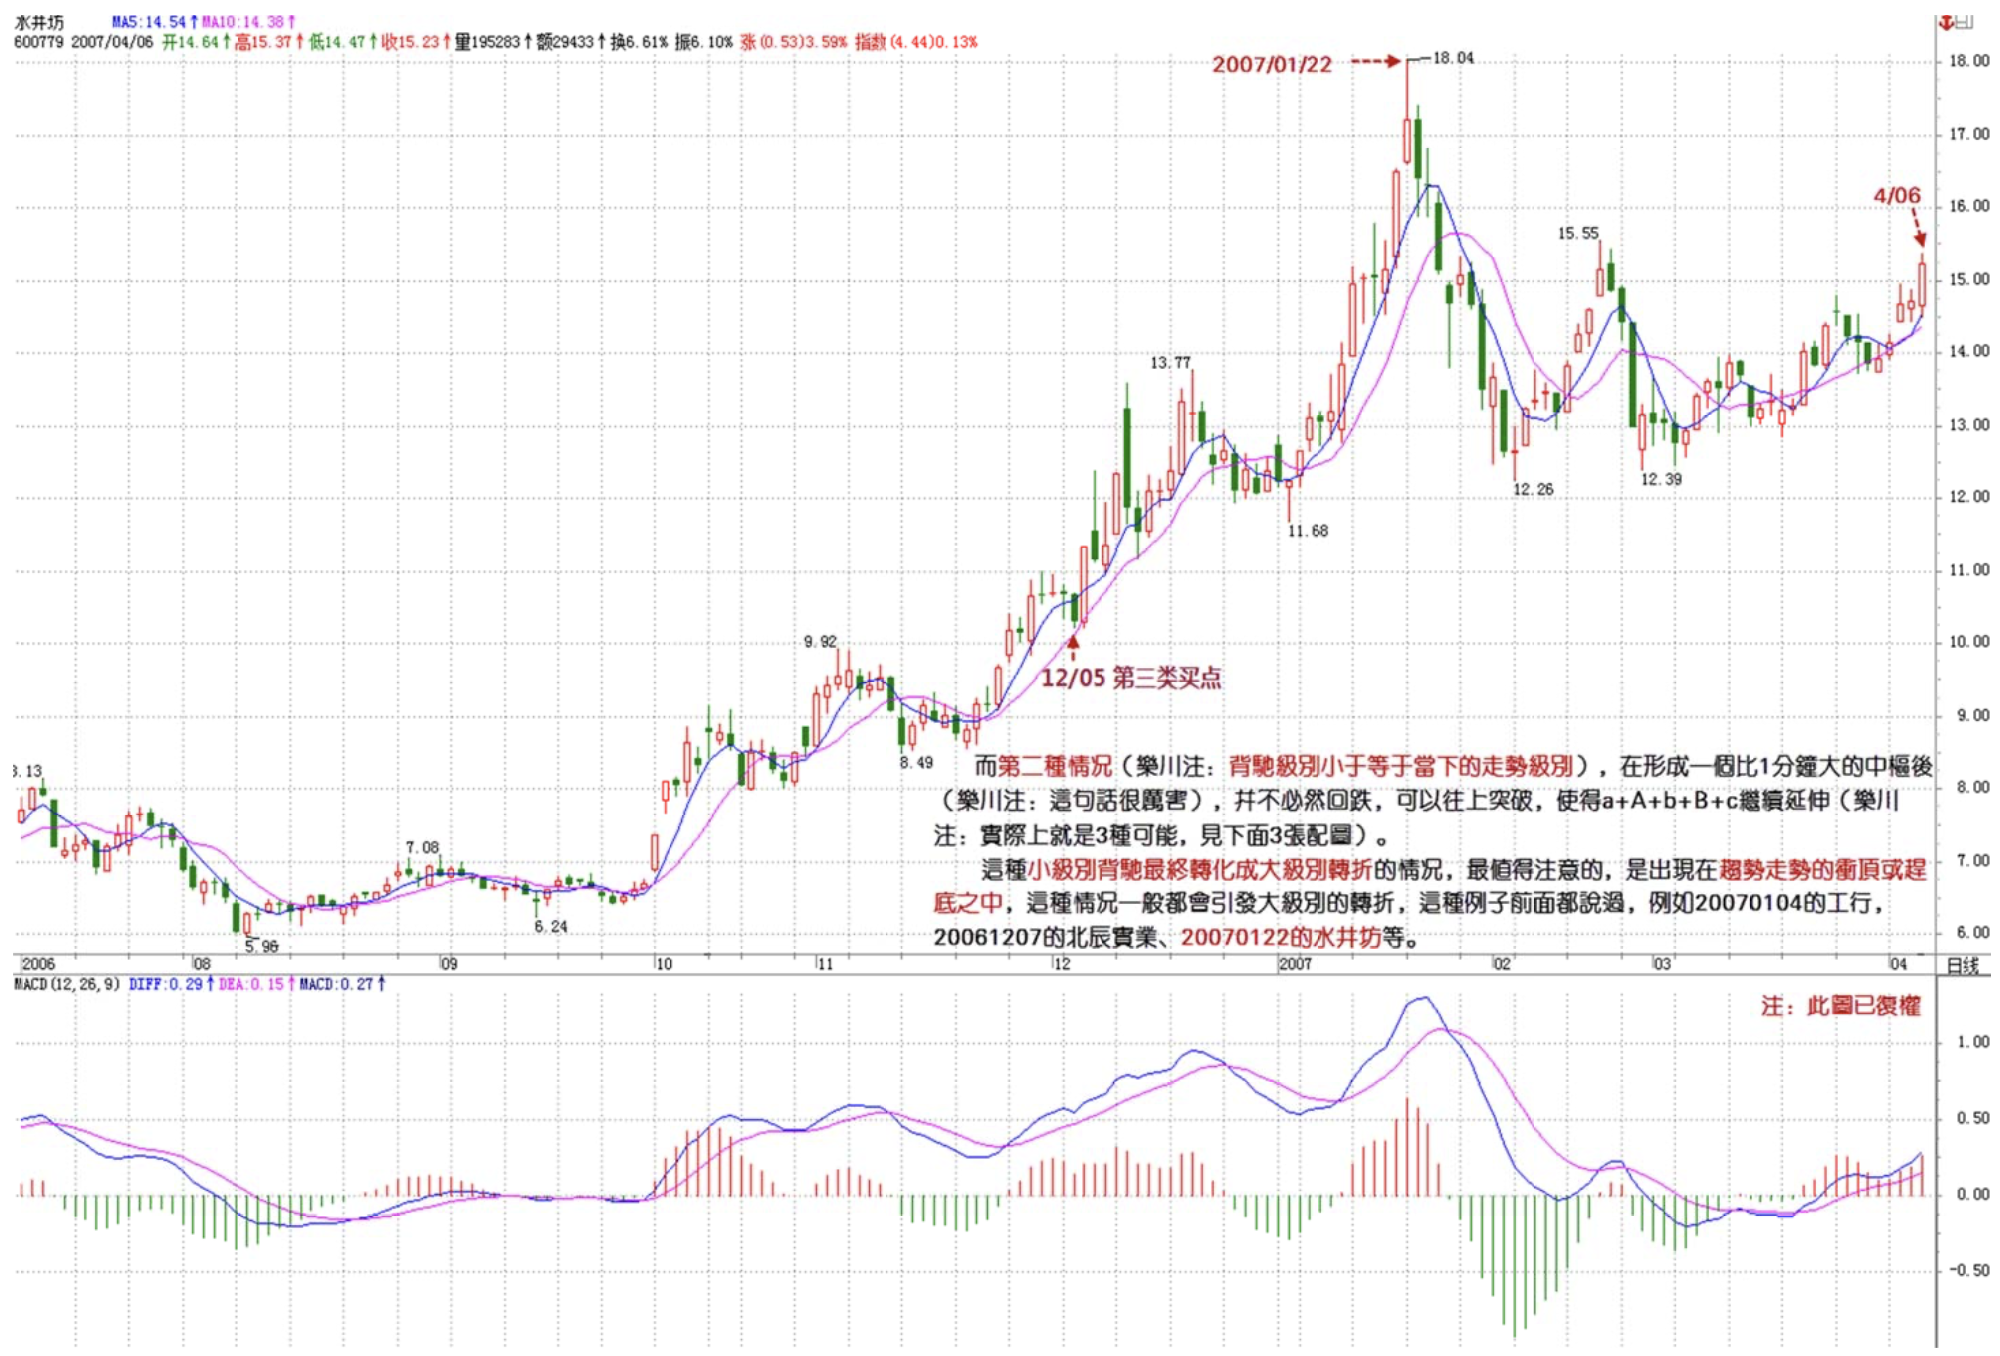 水井坊 MA5:14.54↑MA10:14.38↑
600779 2007/04/06 开14.64↑高15.37↑低14.47↑收15.23↑量195283↑额29433↑换6.61% 振6.10% 涨(0.53)3.59% 指数(4.44)0.13%
2007/01/22
18.04
18.00
17.00
4/06
16.00
15.55
15.00
14.00
13.77
13.00
12.26
12.39
12.00
11.68
11.00
10.00
9.92
12/05 第三类买点
9.00
8.49
而第二種情況（樂川注：背馳級別小于等于當下的走勢級別），在形成一個比1分鐘大的中樞後
（樂川注：這句話很厲害），并不必然回跌，可以往上突破，使得a+A+b+B+c繼續延伸（樂川
注：實際上就是3種可能，見下面3張配圖）。
這種小級別背馳最終轉化成大級別轉折的情況，最值得注意的，是出現在趨勢走勢的衝頂或趕
底之中，這種情況一般都會引發大級別的轉折，這種例子前面都說過，例如20070104的工行，
20061207的北辰實業、20070122的水井坊等。
8.13
8.00
7.08
7.00
6.24
5.96
6.00
2006 08 09 10 11 12 2007 02 03 04 日线
MACD(12,26,9) DIFF:0.29↑DEA:0.15↑MACD:0.27↑
注：此圖已復權
1.00
0.50
0.00
-0.50